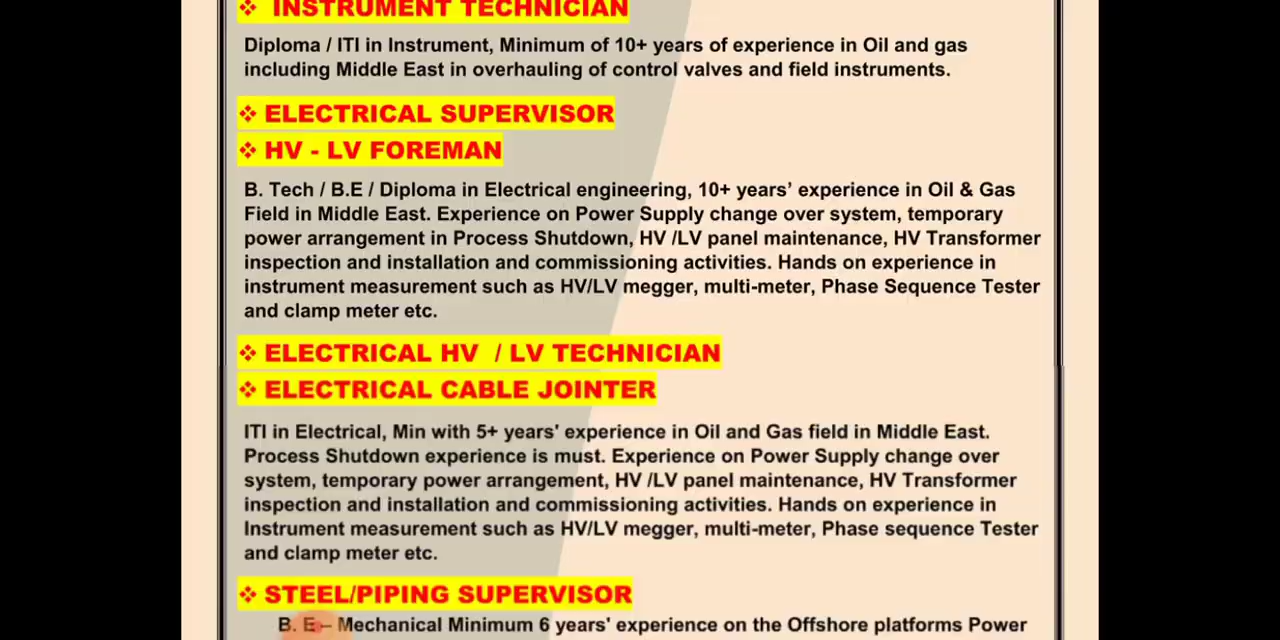 ❖ INSTRUMENT TECHNICIAN
Diploma / ITI in Instrument, Minimum of 10+ years of experience in Oil and gas
including Middle East in overhauling of control valves and field instruments.
❖ ELECTRICAL SUPERVISOR
❖ HV - LV FOREMAN
B. Tech / B.E / Diploma in Electrical engineering, 10+ years’ experience in Oil & Gas
Field in Middle East. Experience on Power Supply change over system, temporary
power arrangement in Process Shutdown, HV /LV panel maintenance, HV Transformer
inspection and installation and commissioning activities. Hands on experience in
instrument measurement such as HV/LV megger, multi-meter, Phase Sequence Tester
and clamp meter etc.
❖ ELECTRICAL HV / LV TECHNICIAN
❖ ELECTRICAL CABLE JOINTER
ITI in Electrical, Min with 5+ years' experience in Oil and Gas field in Middle East.
Process Shutdown experience is must. Experience on Power Supply change over
system, temporary power arrangement, HV /LV panel maintenance, HV Transformer
inspection and installation and commissioning activities. Hands on experience in
Instrument measurement such as HV/LV megger, multi-meter, Phase sequence Tester
and clamp meter etc.
❖ STEEL/PIPING SUPERVISOR
B. E – Mechanical Minimum 6 years' experience on the Offshore platforms Power